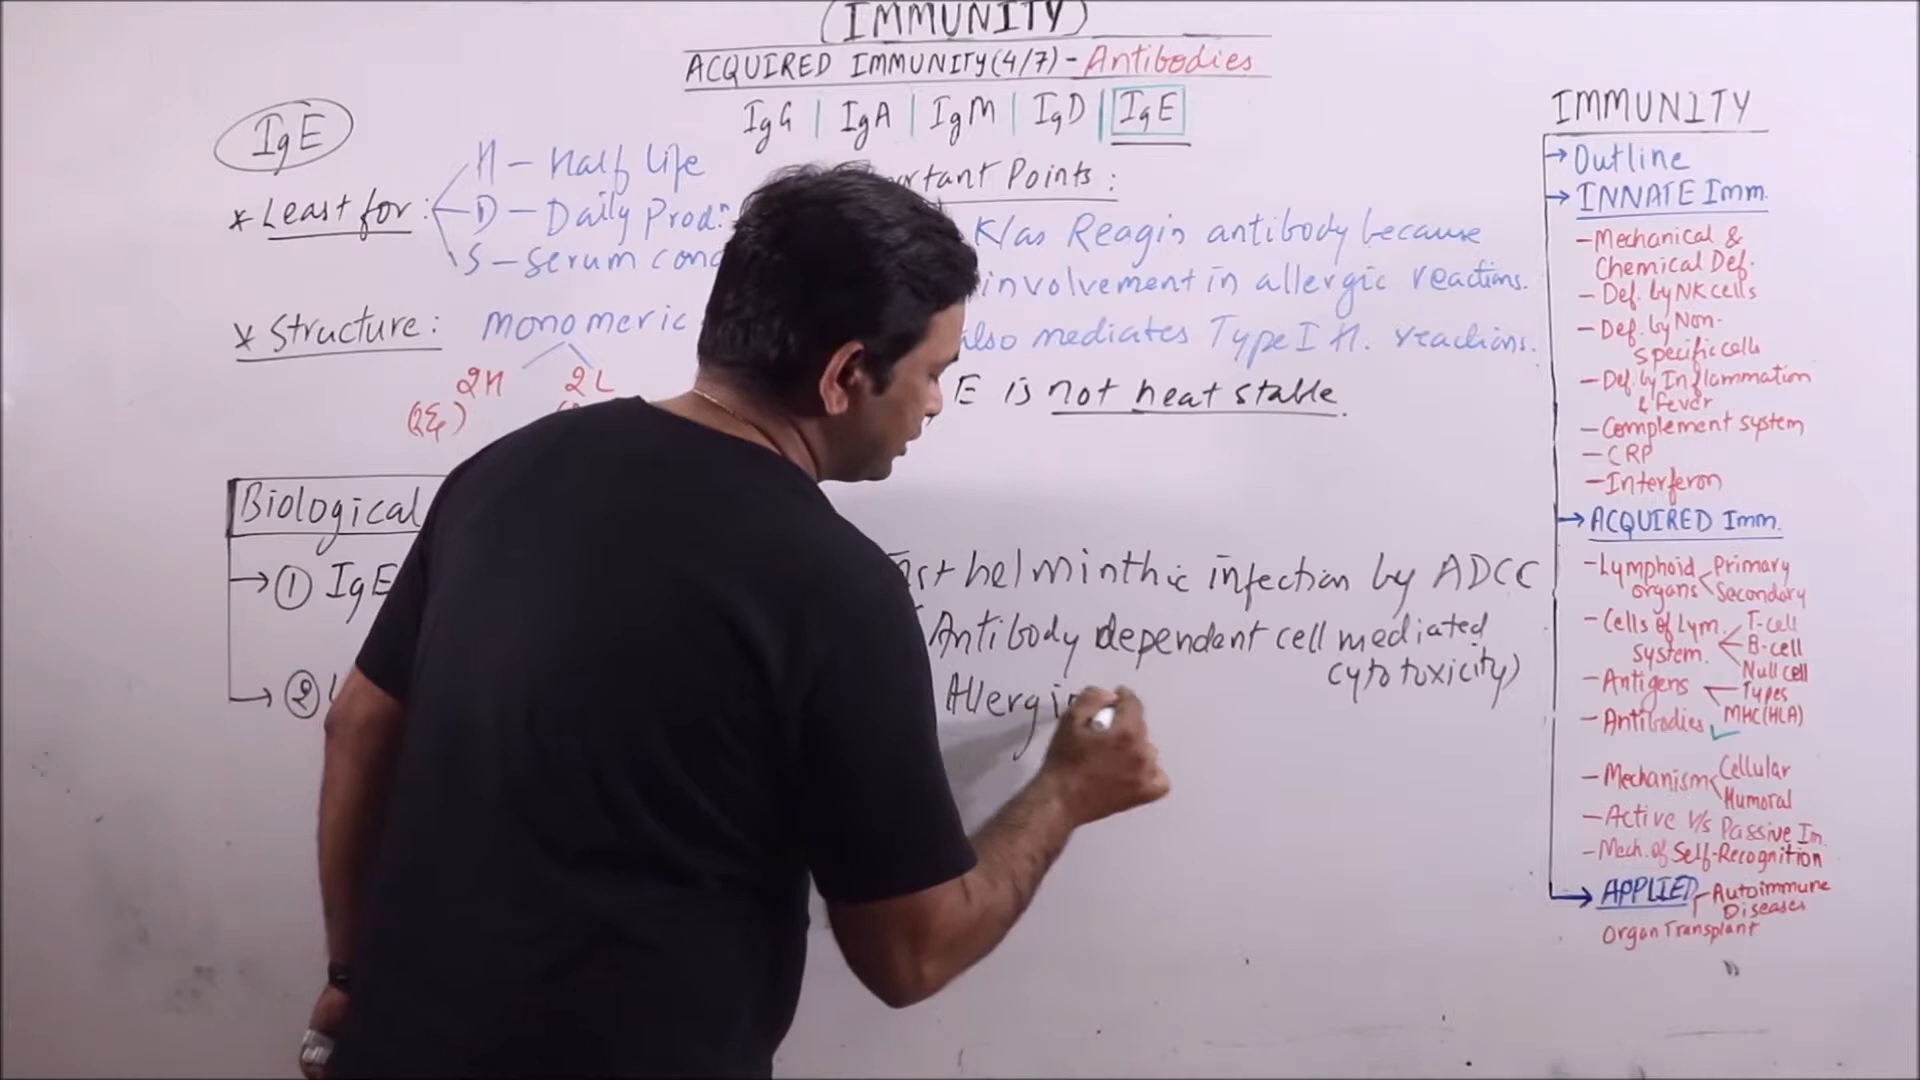 (IMMUNITY)
ACQUIRED IMMUNITY(4/7) - Antibodies
IgG | IgA | IgM | IgD | IgE
IgE
* Least for :
H - Half life
D - Daily Prodⁿ.
S - Serum conc
* Structure : monomeric
2H 2L
(2ξ)
Points :
K/as Reagin antibody because
involvement in allergic reactions.
also mediates Type I H. reactions.
E is not heat stable.
Biological
→ ① IgE
helminthic infection by ADCC
(Antibody dependent cell mediated
cytotoxicity)
→ ②
Allergi
IMMUNITY
→ Outline
→ INNATE Imm.
- Mechanical &
Chemical Def.
- Def. by NK cells
- Def. by Non-
specific cells
- Def. by Inflammation
& fever
- Complement system
- CRP
- Interferon
→ ACQUIRED Imm.
- Lymphoid organs < Primary
Secondary
- Cells of Lym. system. < T-cell
B-cell
Null cell
- Antigens < Types
MHC(HLA)
- Antibodies ✓
- Mechanism < Cellular
Humoral
- Active V/s Passive Im.
- Mech. of Self-Recognition
→ APPLIED - Autoimmune
Diseases
Organ Transplant